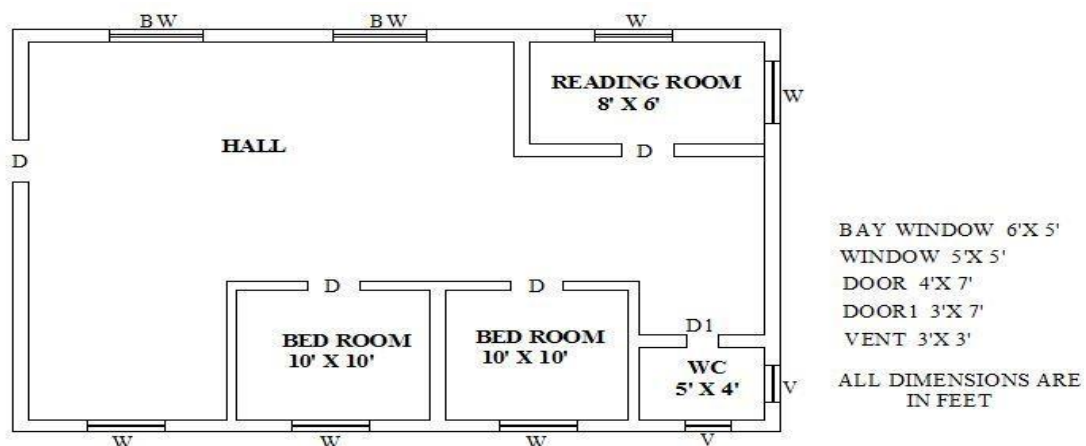 B W
B W
W
READING ROOM
8' X 6'
W
HALL
D
D
BAY WINDOW 6'X 5'
WINDOW 5'X 5'
DOOR 4'X 7'
DOOR1 3'X 7'
VENT 3'X 3'
ALL DIMENSIONS ARE
IN FEET
D
D
BED ROOM
10' X 10'
BED ROOM
10' X 10'
D1
WC
5' X 4'
V
W
W
W
V